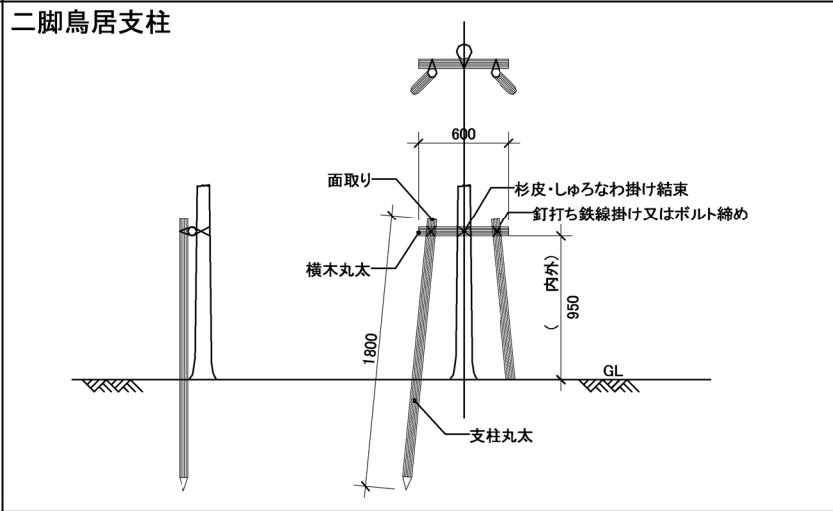 二脚鳥居支柱
600
面取り
杉皮・しゅろなわ掛け結束
釘打ち鉄線掛け又はボルト締め
横木丸太
( 内外)
950
1800
GL
支柱丸太